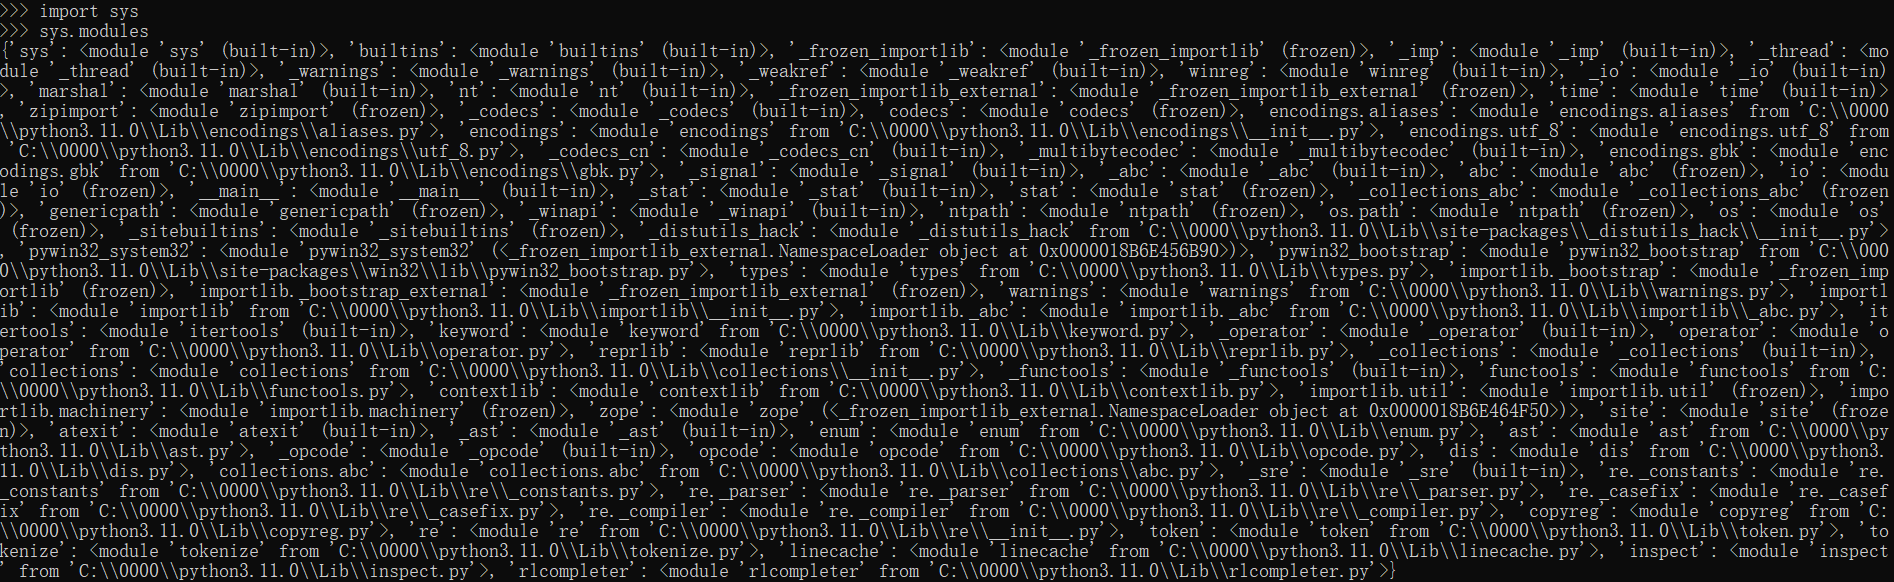 >>> import sys
>>> sys.modules
{'sys': <module 'sys' (built-in)>, 'builtins': <module 'builtins' (built-in)>, '_frozen_importlib': <module '_frozen_importlib' (frozen)>, '_imp': <module '_imp' (built-in)>, '_thread': <mo
dule '_thread' (built-in)>, '_warnings': <module '_warnings' (built-in)>, '_weakref': <module '_weakref' (built-in)>, 'winreg': <module 'winreg' (built-in)>, '_io': <module '_io' (built-in)
>, 'marshal': <module 'marshal' (built-in)>, 'nt': <module 'nt' (built-in)>, '_frozen_importlib_external': <module '_frozen_importlib_external' (frozen)>, 'time': <module 'time' (built-in)>
, 'zipimport': <module 'zipimport' (frozen)>, '_codecs': <module '_codecs' (built-in)>, 'codecs': <module 'codecs' (frozen)>, 'encodings.aliases': <module 'encodings.aliases' from 'C:\\0000
\\python3.11.0\\Lib\\encodings\\aliases.py'>, 'encodings': <module 'encodings' from 'C:\\0000\\python3.11.0\\Lib\\encodings\\__init__.py'>, 'encodings.utf_8': <module 'encodings.utf_8' from
 'C:\\0000\\python3.11.0\\Lib\\encodings\\utf_8.py'>, '_codecs_cn': <module '_codecs_cn' (built-in)>, '_multibytecodec': <module '_multibytecodec' (built-in)>, 'encodings.gbk': <module 'enc
odings.gbk' from 'C:\\0000\\python3.11.0\\Lib\\encodings\\gbk.py'>, '_signal': <module '_signal' (built-in)>, '_abc': <module '_abc' (built-in)>, 'abc': <module 'abc' (frozen)>, 'io': <modu
le 'io' (frozen)>, '__main__': <module '__main__' (built-in)>, '_stat': <module '_stat' (built-in)>, 'stat': <module 'stat' (frozen)>, '_collections_abc': <module '_collections_abc' (frozen
)>, 'genericpath': <module 'genericpath' (frozen)>, '_winapi': <module '_winapi' (built-in)>, 'ntpath': <module 'ntpath' (frozen)>, 'os.path': <module 'ntpath' (frozen)>, 'os': <module 'os'
 (frozen)>, '_sitebuiltins': <module '_sitebuiltins' (frozen)>, '_distutils_hack': <module '_distutils_hack' from 'C:\\0000\\python3.11.0\\Lib\\site-packages\\_distutils_hack\\__init__.py'>
, 'pywin32_system32': <module 'pywin32_system32' (<_frozen_importlib_external.NamespaceLoader object at 0x0000018B6E456B90>)>, 'pywin32_bootstrap': <module 'pywin32_bootstrap' from 'C:\\000
0\\python3.11.0\\Lib\\site-packages\\win32\\lib\\pywin32_bootstrap.py'>, 'types': <module 'types' from 'C:\\0000\\python3.11.0\\Lib\\types.py'>, 'importlib._bootstrap': <module '_frozen_imp
ortlib' (frozen)>, 'importlib._bootstrap_external': <module '_frozen_importlib_external' (frozen)>, 'warnings': <module 'warnings' from 'C:\\0000\\python3.11.0\\Lib\\warnings.py'>, 'importl
ib': <module 'importlib' from 'C:\\0000\\python3.11.0\\Lib\\importlib\\__init__.py'>, 'importlib._abc': <module 'importlib._abc' from 'C:\\0000\\python3.11.0\\Lib\\importlib\\_abc.py'>, 'it
ertools': <module 'itertools' (built-in)>, 'keyword': <module 'keyword' from 'C:\\0000\\python3.11.0\\Lib\\keyword.py'>, '_operator': <module '_operator' (built-in)>, 'operator': <module 'o
perator' from 'C:\\0000\\python3.11.0\\Lib\\operator.py'>, 'reprlib': <module 'reprlib' from 'C:\\0000\\python3.11.0\\Lib\\reprlib.py'>, '_collections': <module '_collections' (built-in)>,
'collections': <module 'collections' from 'C:\\0000\\python3.11.0\\Lib\\collections\\__init__.py'>, '_functools': <module '_functools' (built-in)>, 'functools': <module 'functools' from 'C:
\\0000\\python3.11.0\\Lib\\functools.py'>, 'contextlib': <module 'contextlib' from 'C:\\0000\\python3.11.0\\Lib\\contextlib.py'>, 'importlib.util': <module 'importlib.util' (frozen)>, 'impo
rtlib.machinery': <module 'importlib.machinery' (frozen)>, 'zope': <module 'zope' (<_frozen_importlib_external.NamespaceLoader object at 0x0000018B6E464F50>)>, 'site': <module 'site' (froze
n)>, 'atexit': <module 'atexit' (built-in)>, '_ast': <module '_ast' (built-in)>, 'enum': <module 'enum' from 'C:\\0000\\python3.11.0\\Lib\\enum.py'>, 'ast': <module 'ast' from 'C:\\0000\\py
thon3.11.0\\Lib\\ast.py'>, '_opcode': <module '_opcode' (built-in)>, 'opcode': <module 'opcode' from 'C:\\0000\\python3.11.0\\Lib\\opcode.py'>, 'dis': <module 'dis' from 'C:\\0000\\python3.
11.0\\Lib\\dis.py'>, 'collections.abc': <module 'collections.abc' from 'C:\\0000\\python3.11.0\\Lib\\collections\\abc.py'>, '_sre': <module '_sre' (built-in)>, 're._constants': <module 're.
_constants' from 'C:\\0000\\python3.11.0\\Lib\\re\\_constants.py'>, 're._parser': <module 're._parser' from 'C:\\0000\\python3.11.0\\Lib\\re\\_parser.py'>, 're._casefix': <module 're._casef
ix' from 'C:\\0000\\python3.11.0\\Lib\\re\\_casefix.py'>, 're._compiler': <module 're._compiler' from 'C:\\0000\\python3.11.0\\Lib\\re\\_compiler.py'>, 'copyreg': <module 'copyreg' from 'C:
\\0000\\python3.11.0\\Lib\\copyreg.py'>, 're': <module 're' from 'C:\\0000\\python3.11.0\\Lib\\re\\__init__.py'>, 'token': <module 'token' from 'C:\\0000\\python3.11.0\\Lib\\token.py'>, 'to
kenize': <module 'tokenize' from 'C:\\0000\\python3.11.0\\Lib\\tokenize.py'>, 'linecache': <module 'linecache' from 'C:\\0000\\python3.11.0\\Lib\\linecache.py'>, 'inspect': <module 'inspect
' from 'C:\\0000\\python3.11.0\\Lib\\inspect.py'>, 'rlcompleter': <module 'rlcompleter' from 'C:\\0000\\python3.11.0\\Lib\\rlcompleter.py'>}